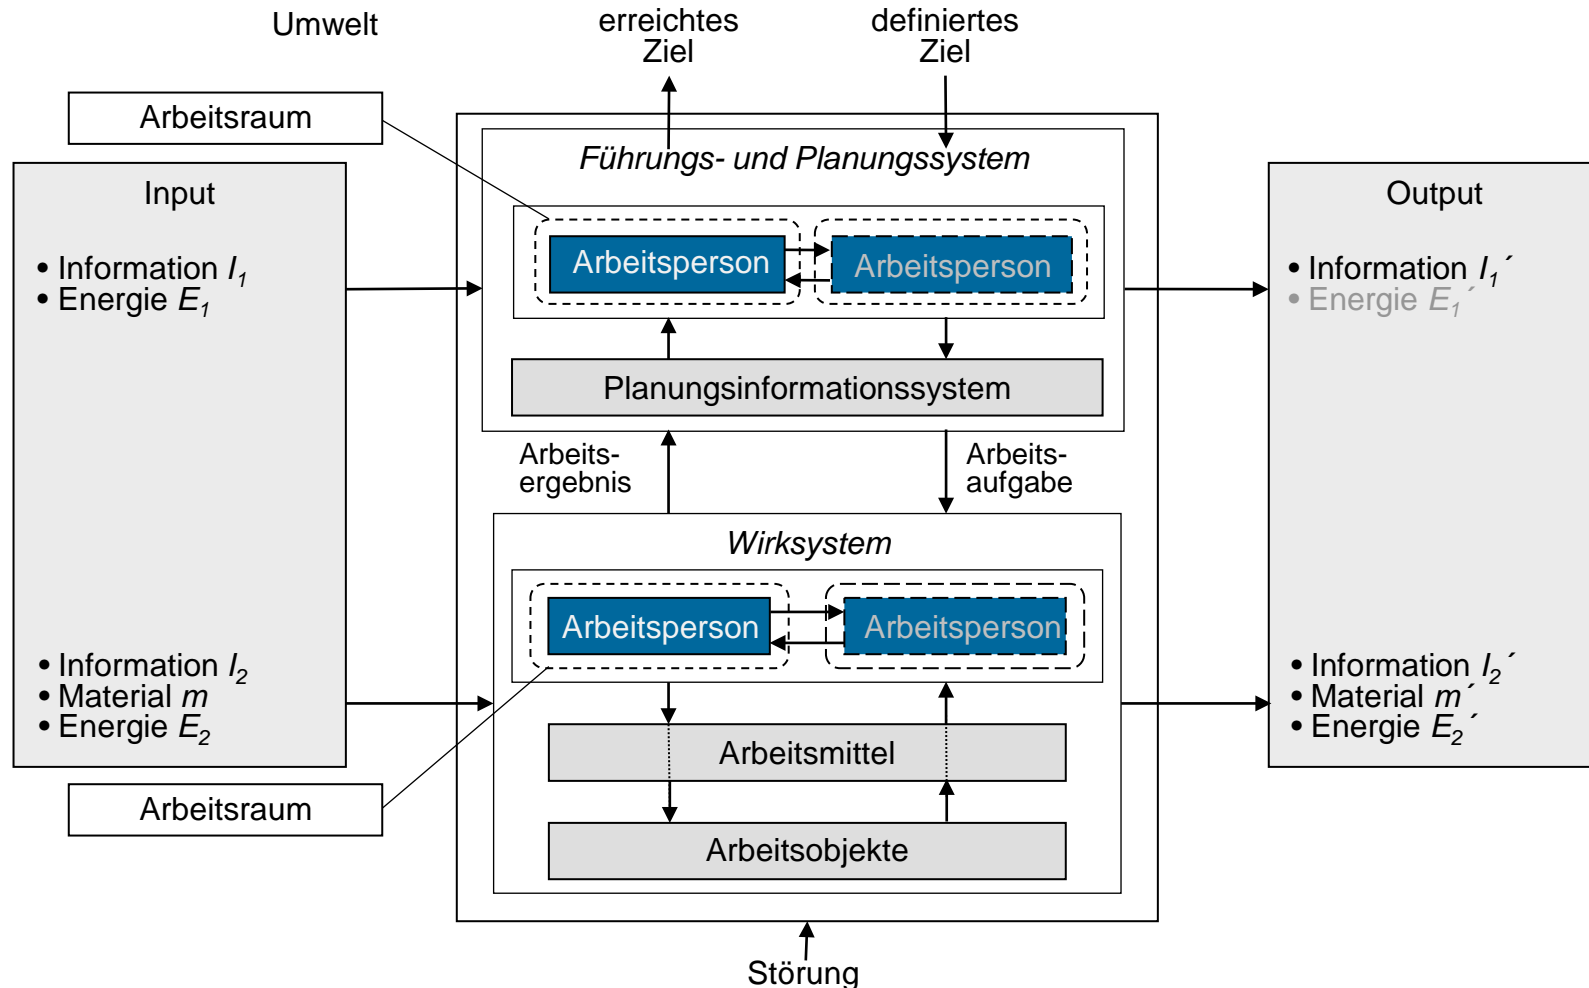 Umwelt
erreichtes
Ziel
definiertes
Ziel
Arbeitsraum
Führungs- und Planungssystem
Input
Output
Arbeitsperson
Arbeitsperson
• Information I₁
• Energie E₁
• Information I₁´
• Energie E₁´
Planungsinformationssystem
Arbeits-
ergebnis
Arbeits-
aufgabe
Wirksystem
Arbeitsperson
Arbeitsperson
• Information I₂
• Material m
• Energie E₂
• Information I₂´
• Material m´
• Energie E₂´
Arbeitsmittel
Arbeitsraum
Arbeitsobjekte
Störung